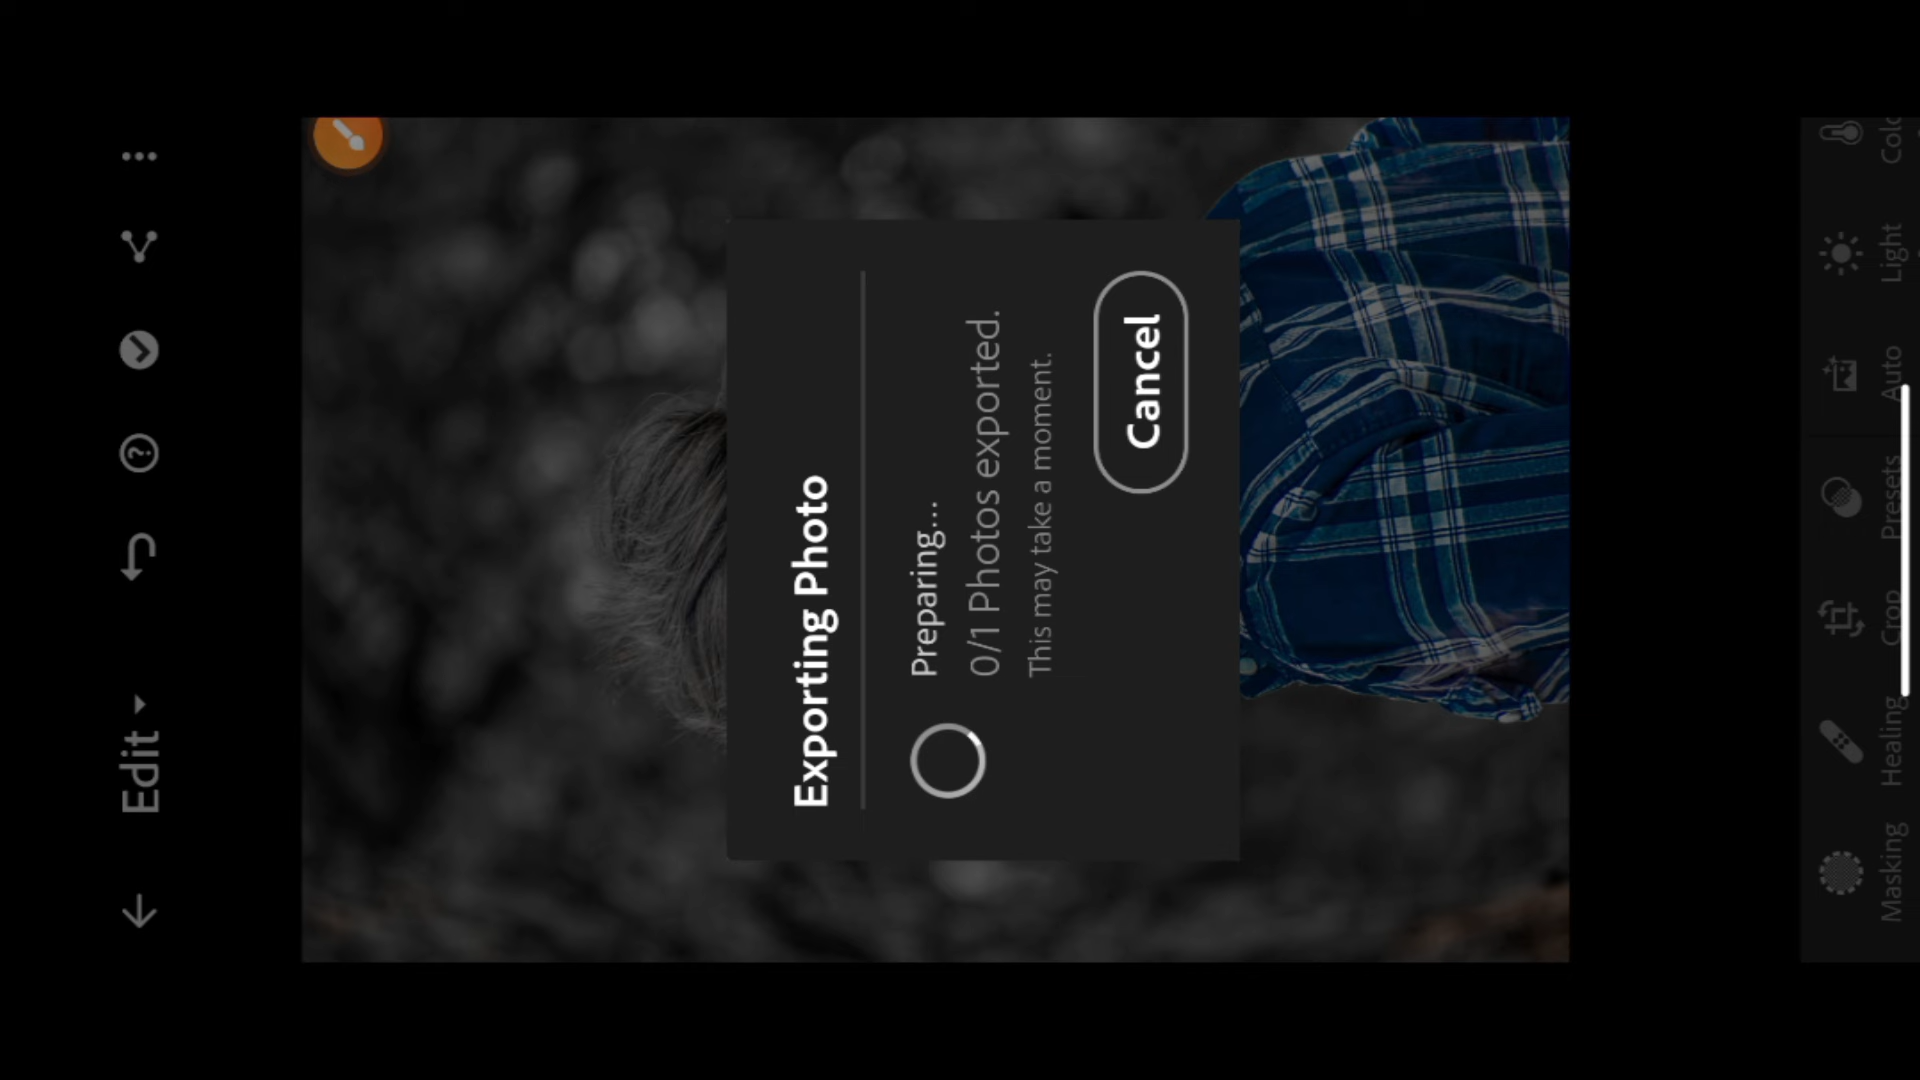 Edit
Exporting Photo
Preparing...
0/1 Photos exported.
This may take a moment.
Cancel
Masking Healing Crop Presets Auto Light